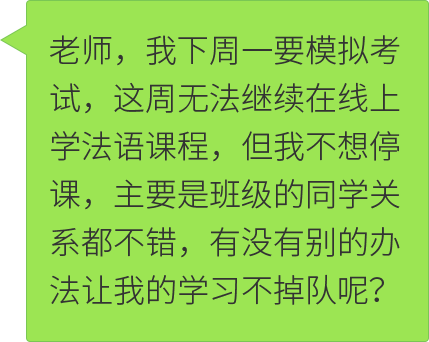 老师，我下周一要模拟考
试，这周无法继续在线上
学法语课程，但我不想停
课，主要是班级的同学关
系都不错，有没有别的办
法让我的学习不掉队呢？